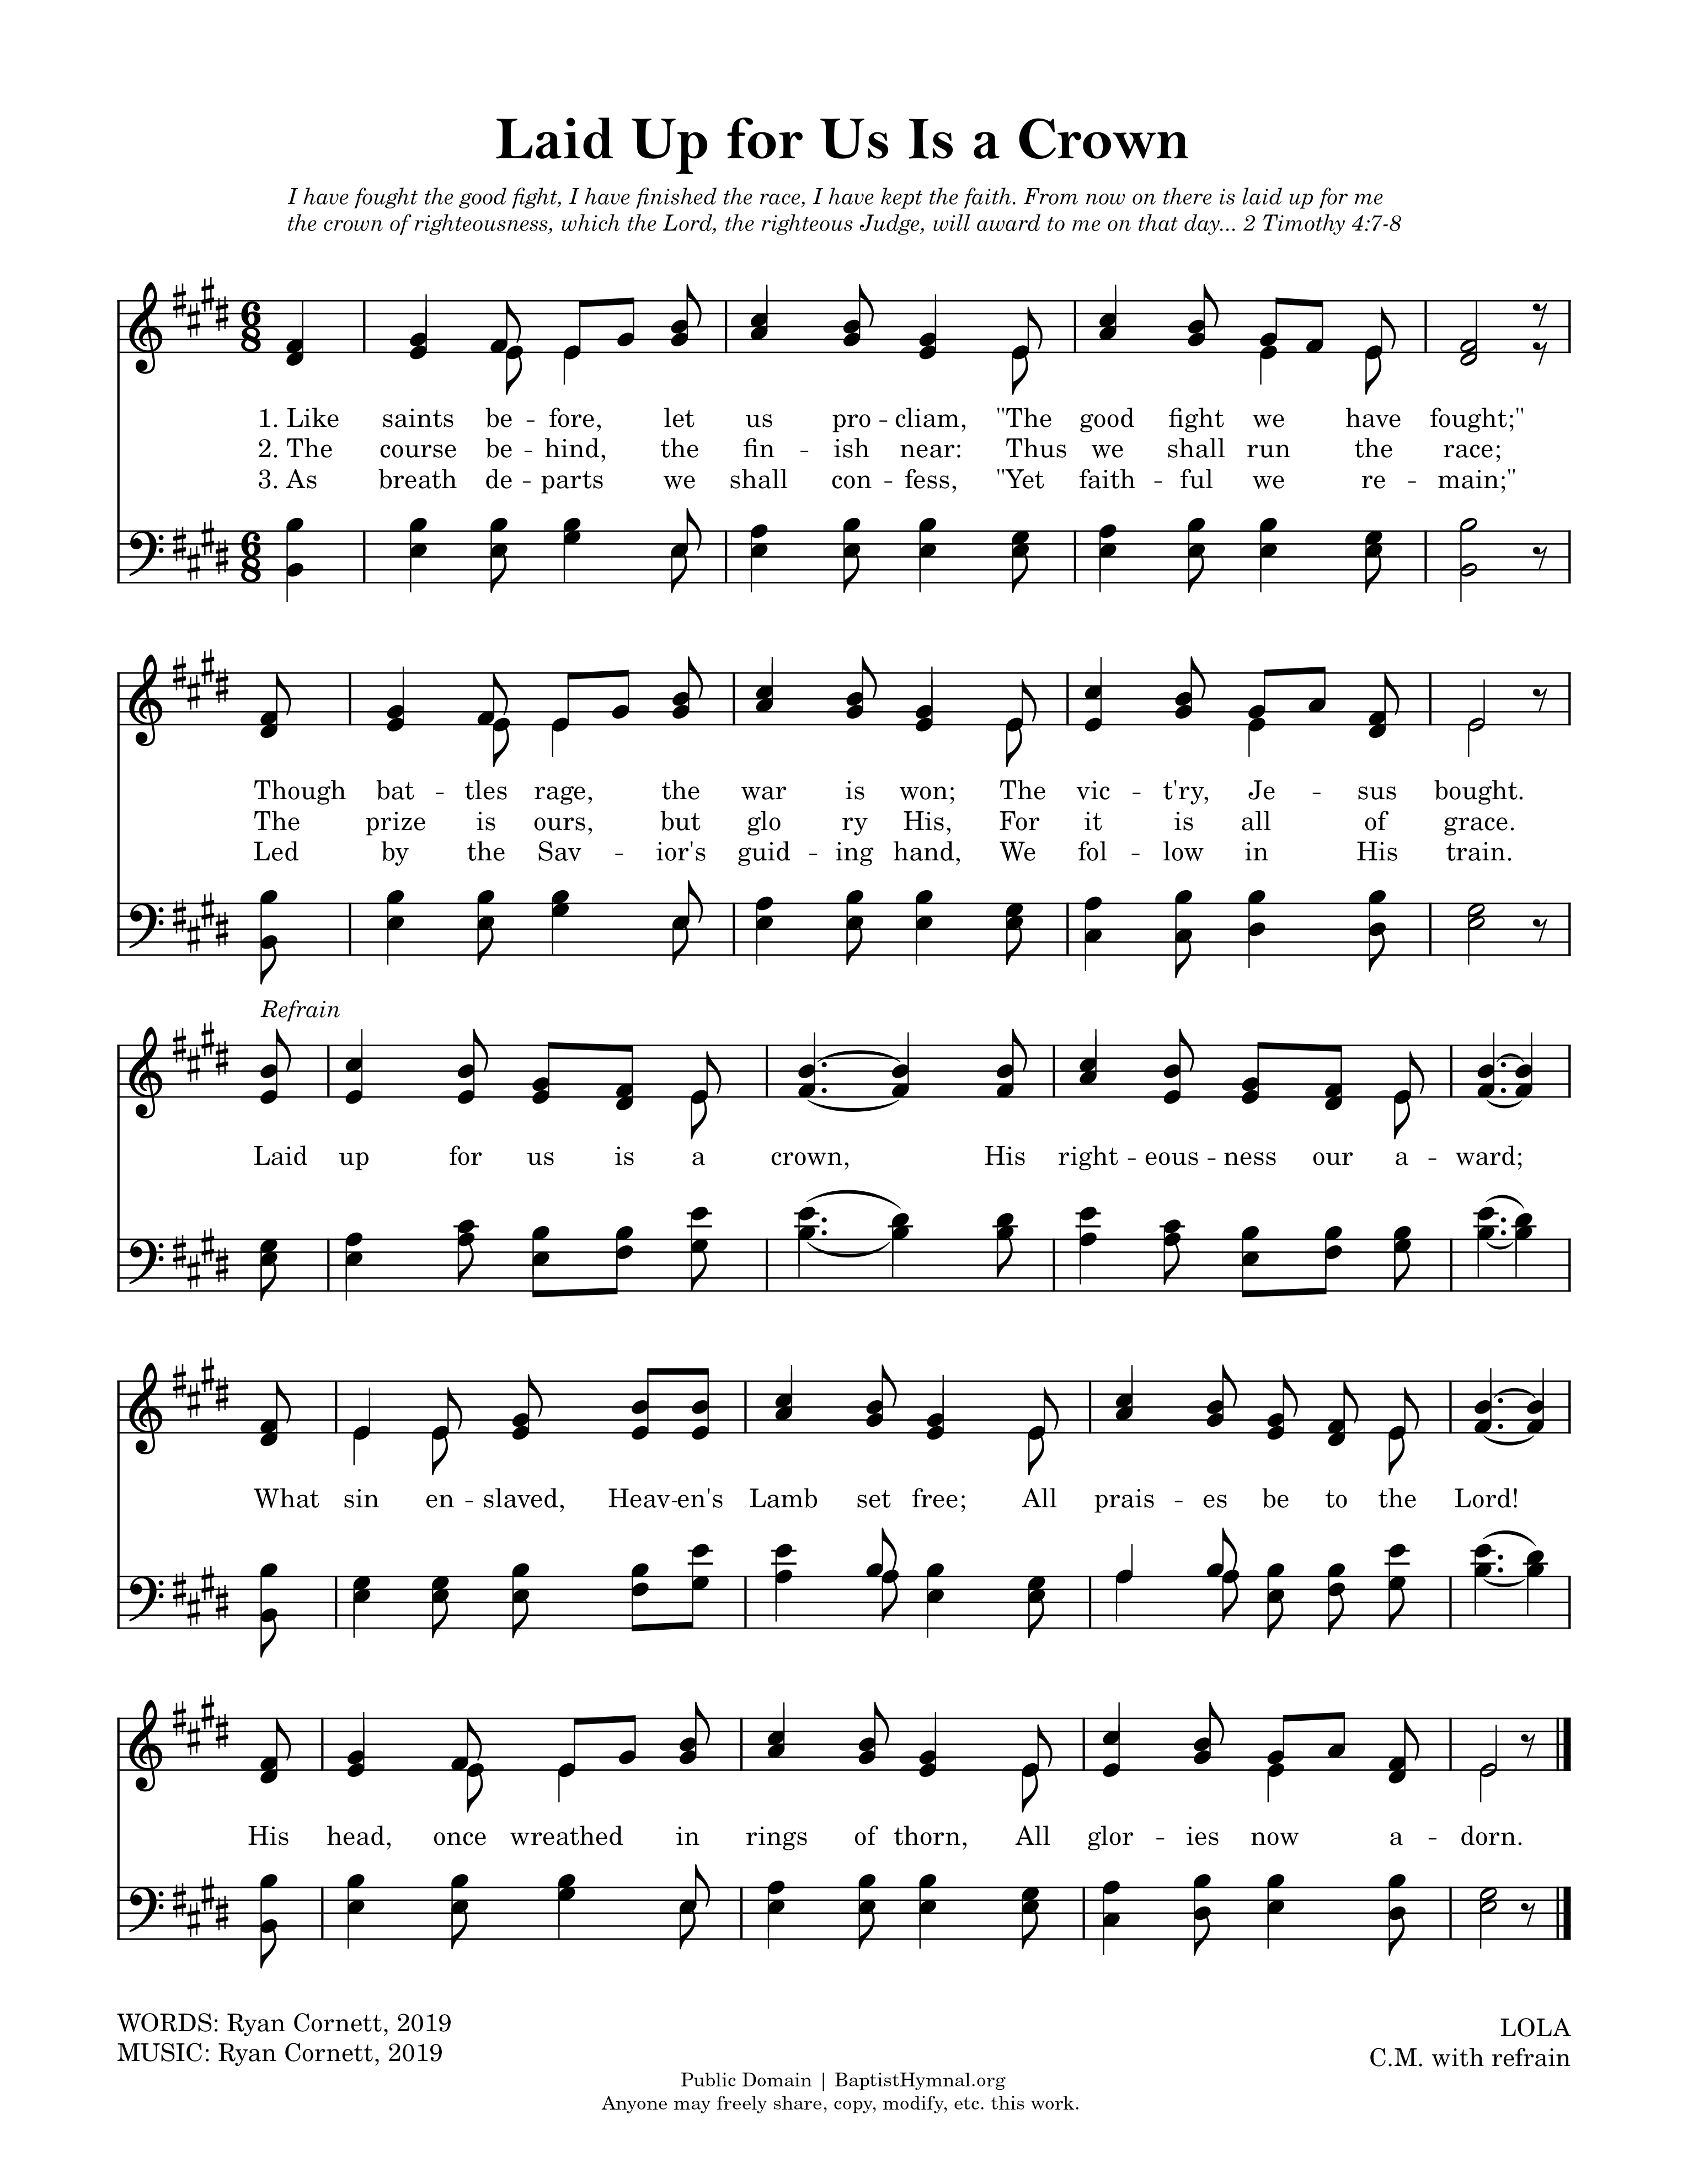 Laid Up for Us Is a Crown
I have fought the good fight, I have finished the race, I have kept the faith. From now on there is laid up for me
the crown of righteousness, which the Lord, the righteous Judge, will award to me on that day... 2 Timothy 4:7-8
6
8
1. Like saints be - fore, let us pro - cliam, "The good fight we have fought;"
2. The course be - hind, the fin - ish near: Thus we shall run the race;
3. As breath de - parts we shall con - fess, "Yet faith - ful we re - main;"
6
8
Though bat - tles rage, the war is won; The vic - t'ry, Je - sus bought.
The prize is ours, but glo ry His, For it is all of grace.
Led by the Sav - ior's guid - ing hand, We fol - low in His train.
Refrain
Laid up for us is a crown, His right - eous - ness our a - ward;
What sin en - slaved, Heav - en's Lamb set free; All prais - es be to the Lord!
His head, once wreathed in rings of thorn, All glor - ies now a - dorn.
WORDS: Ryan Cornett, 2019
MUSIC: Ryan Cornett, 2019
LOLA
C.M. with refrain
Public Domain | BaptistHymnal.org
Anyone may freely share, copy, modify, etc. this work.